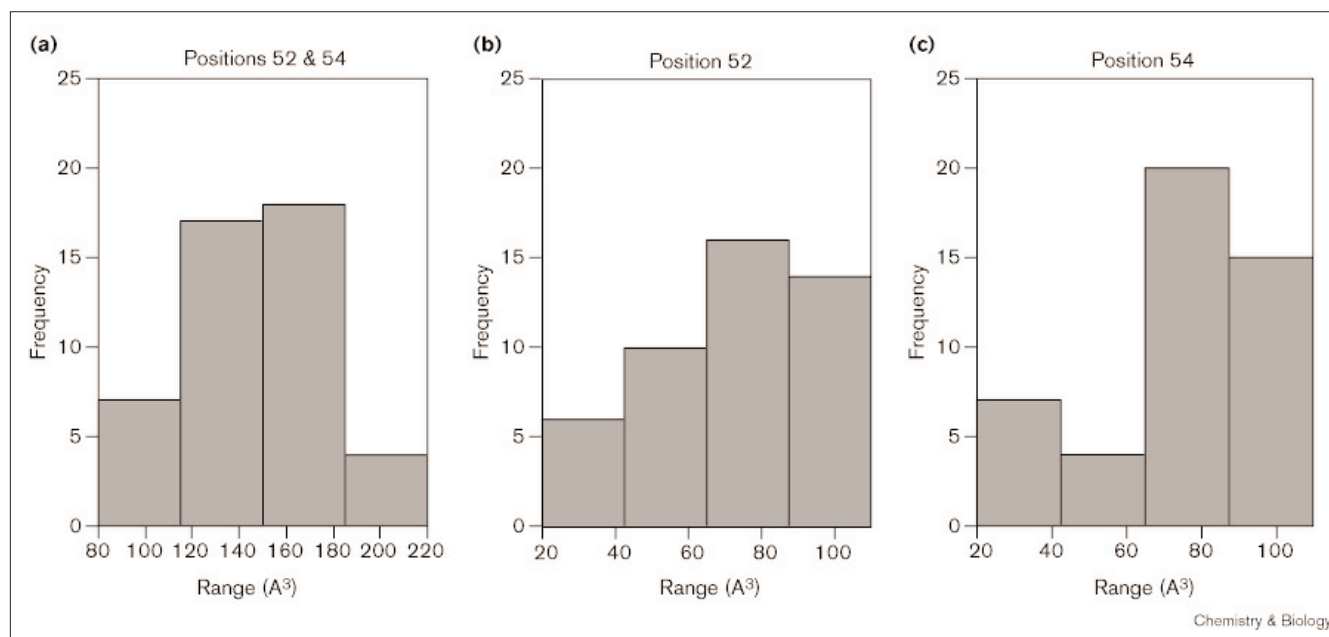 (a)
Positions 52 & 54
25
20
15
10
5
0
Frequency
80 100 120 140 160 180 200 220
Range (A³)
(b)
Position 52
25
20
15
10
5
0
Frequency
20 40 60 80 100
Range (A³)
(c)
Position 54
25
20
15
10
5
0
Frequency
20 40 60 80 100
Range (A³)
Chemistry & Biology